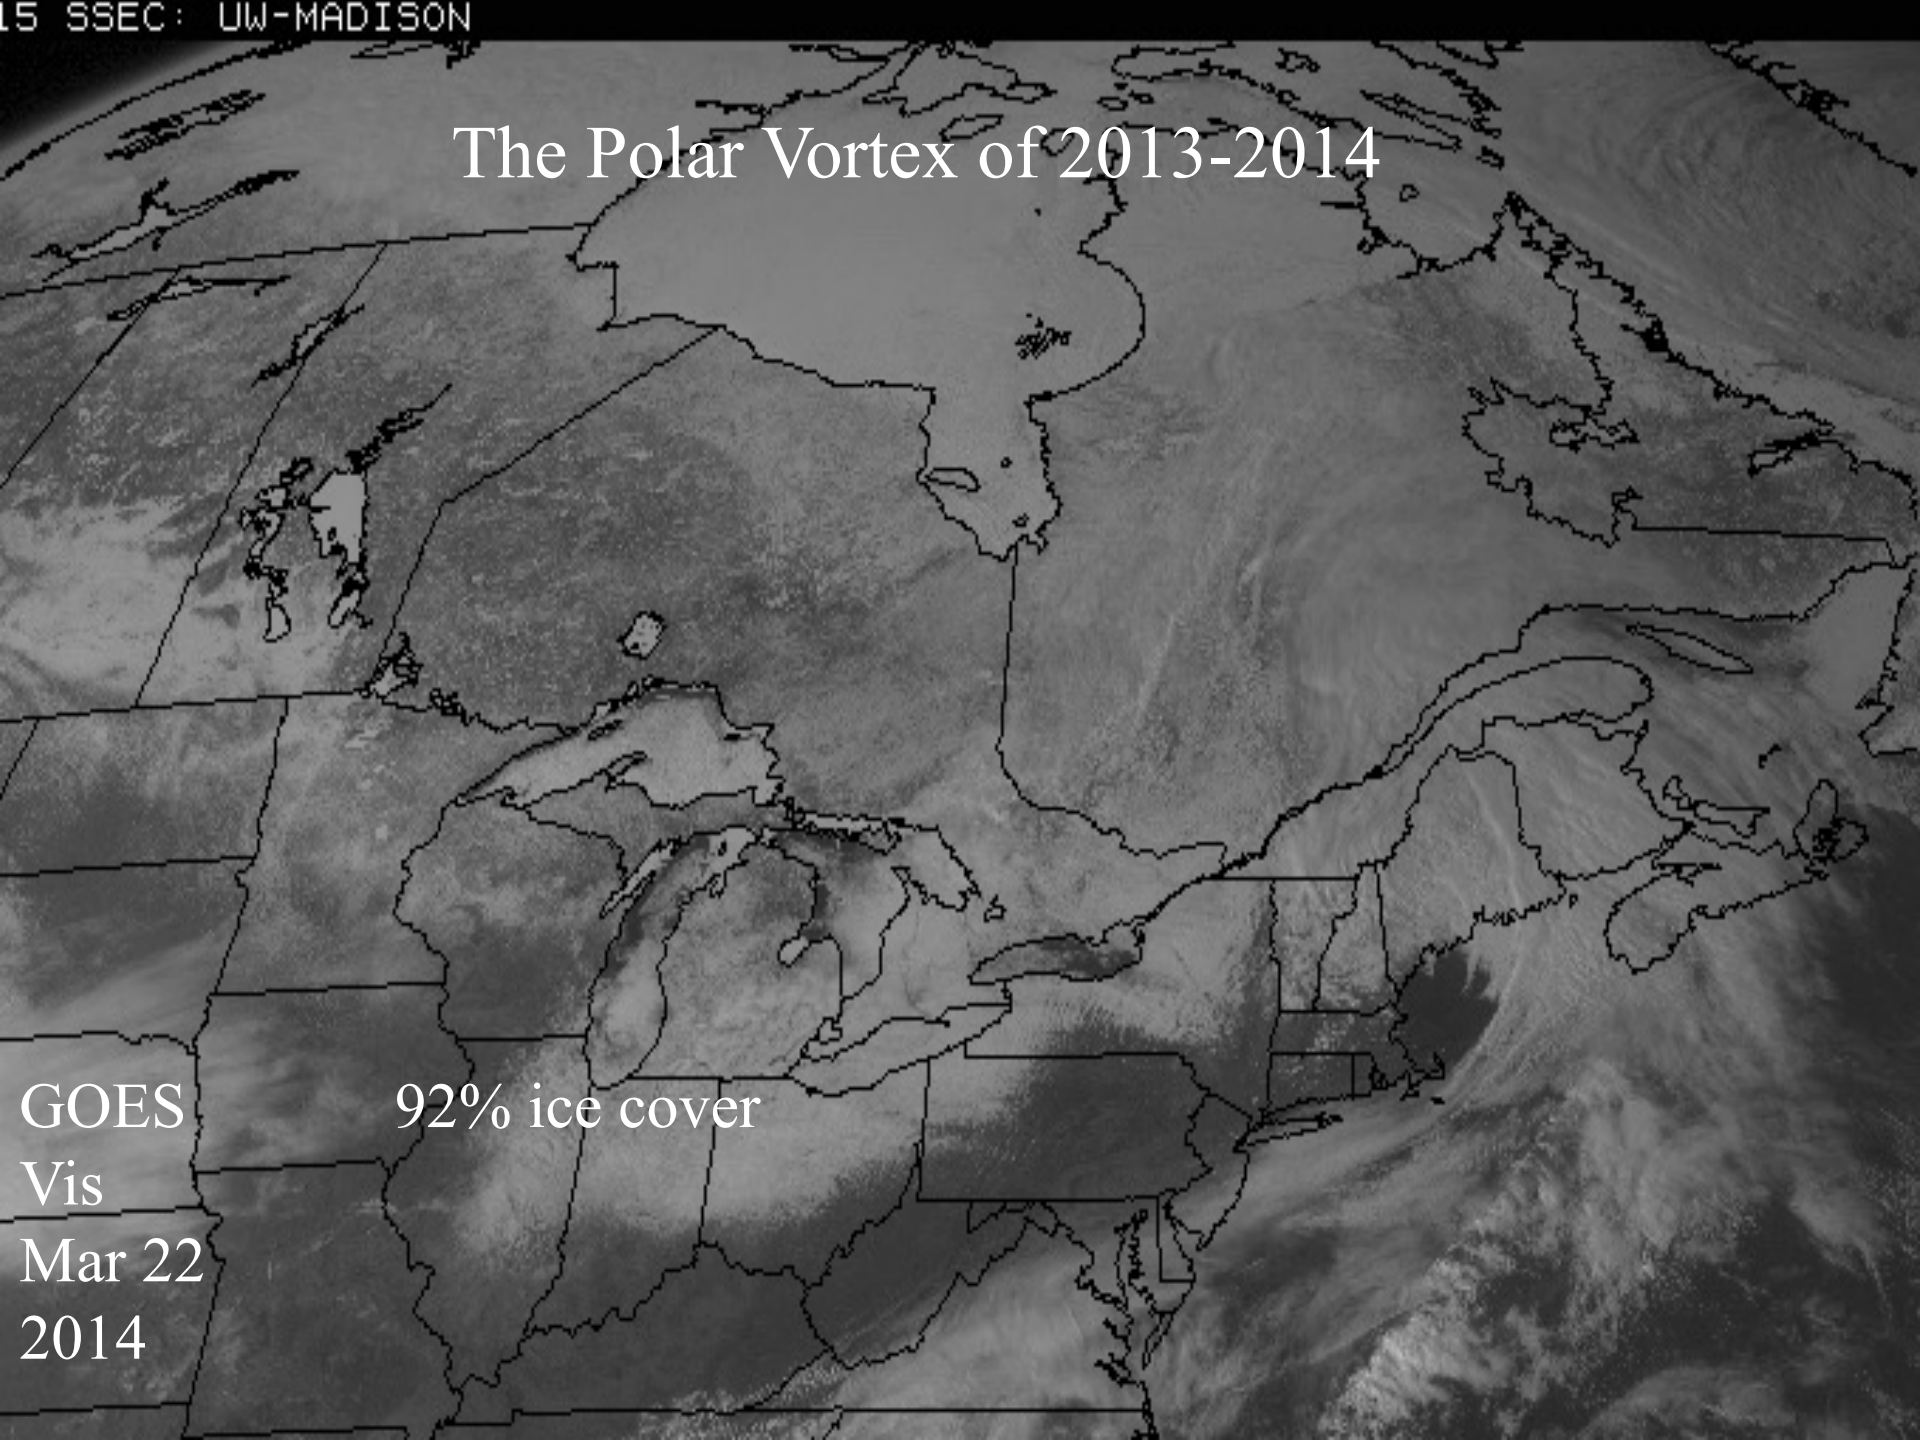 15 SSEC: UW-MADISON
The Polar Vortex of 2013-2014
GOES
Vis
Mar 22
2014
92% ice cover